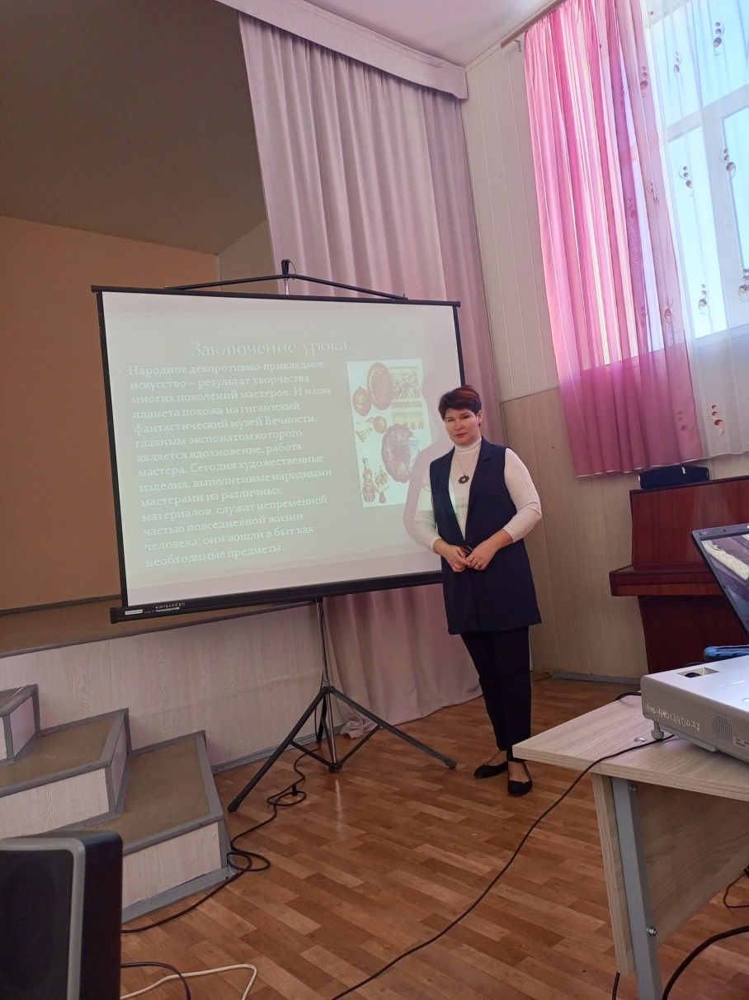 Заключение урока.
Народное декоротивно-прикладное
искусство – результат творчества
многих поколений мастеров. И наша
планета похожа на гигантский
фантастический музей Вечности,
главным экспонатом которого
является вдохновение, работа
мастера. Сегодня художественные
изделия, выполненные народными
мастерами из различных
материалов, служат непременной
частью повседневной жизни
человека; они вошли в быт как
необходимые предметы.